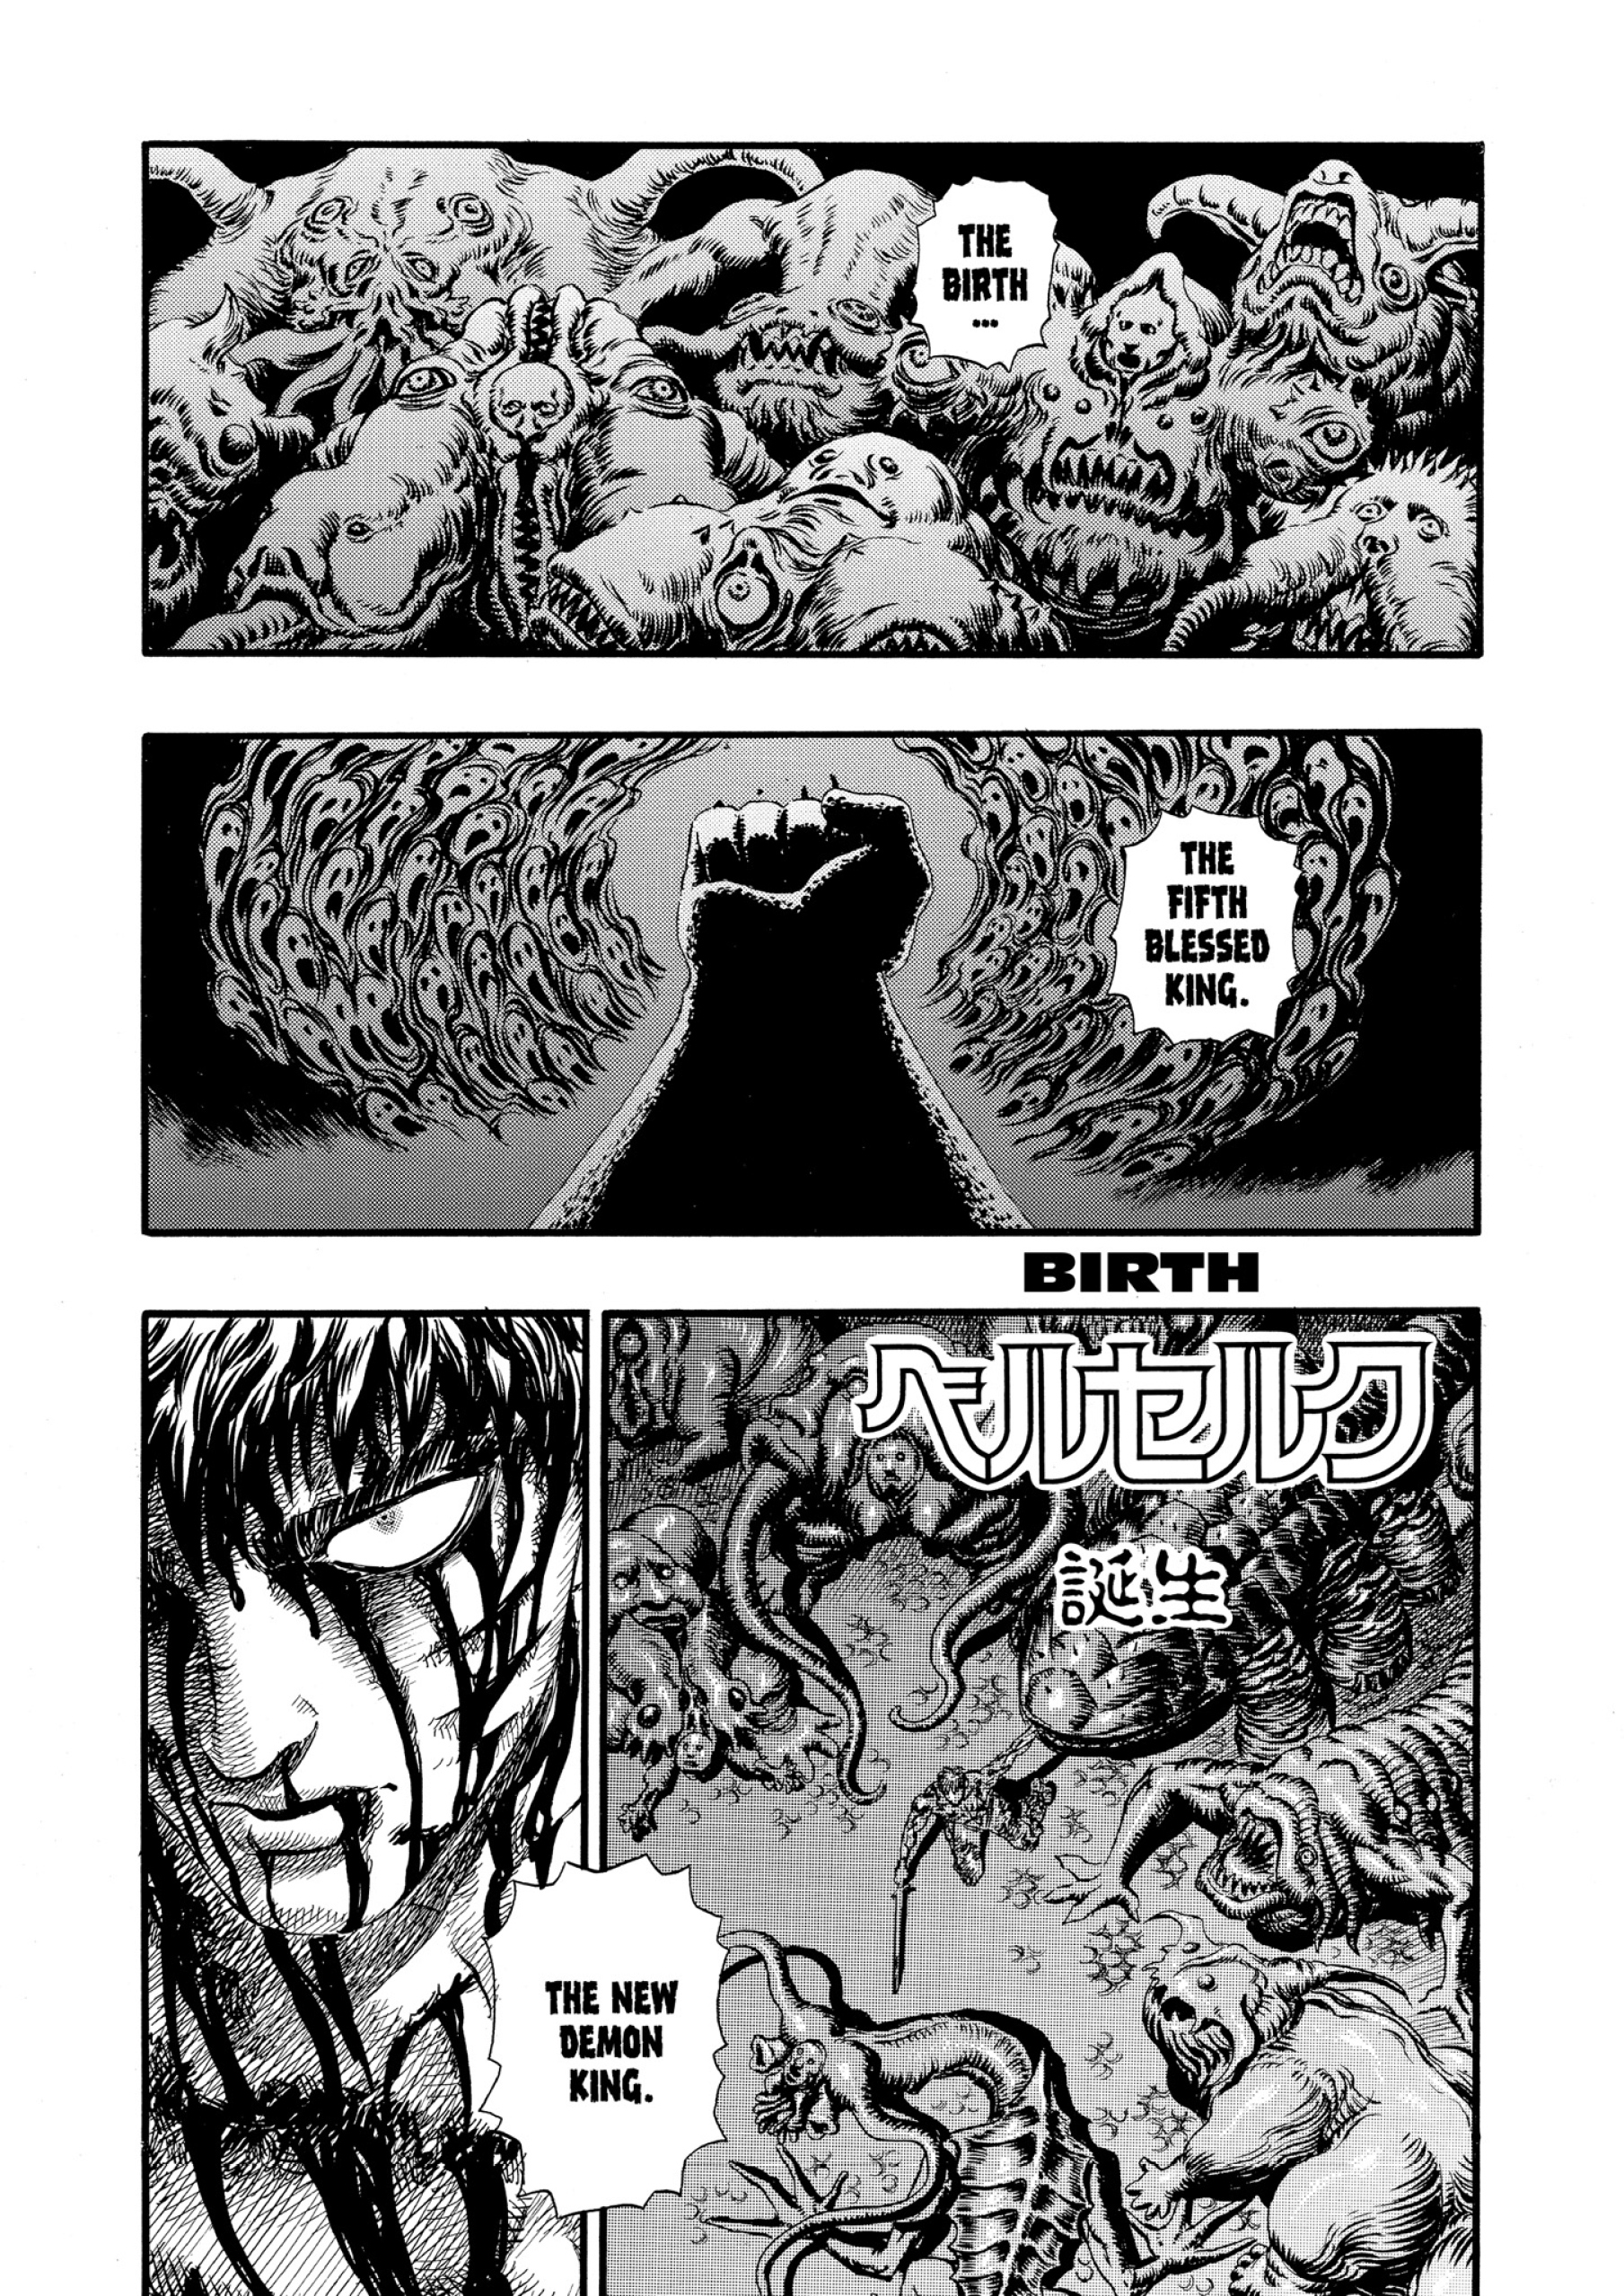 THE
BIRTH
...
THE
FIFTH
BLESSED
KING.
BIRTH
ベルセルク
誕生
THE NEW
DEMON
KING.